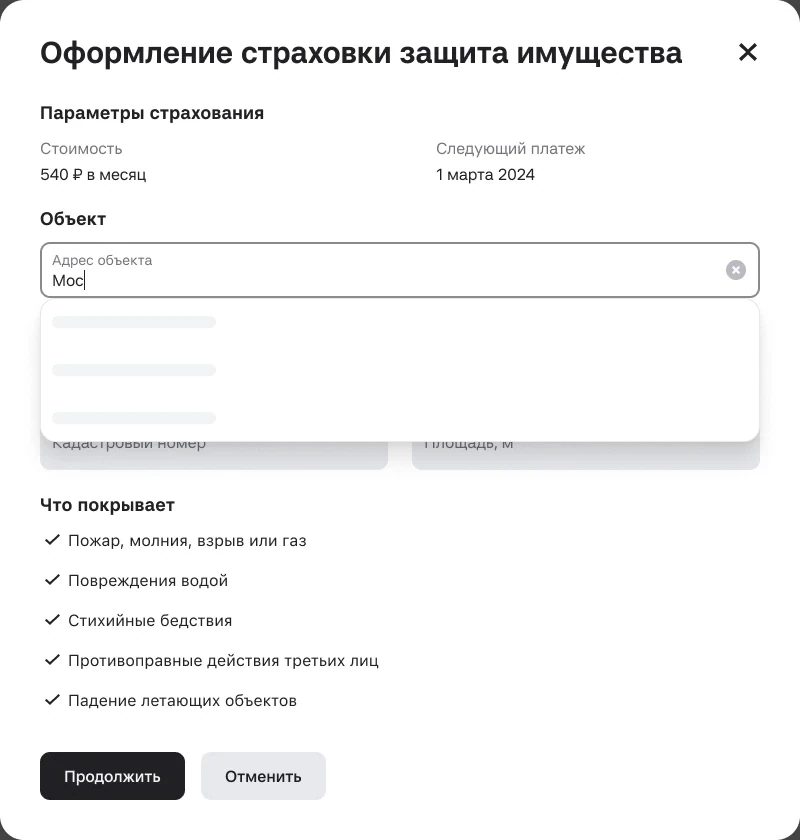 Оформление страховки защита имущества
Параметры страхования
Стоимость
Следующий платеж
540 ₽ в месяц
1 марта 2024
Объект
Адрес объекта
Мос
Кадастровый номер
Площадь, м
Что покрывает
Пожар, молния, взрыв или газ
Повреждения водой
Стихийные бедствия
Противоправные действия третьих лиц
Падение летающих объектов
Продолжить
Отменить